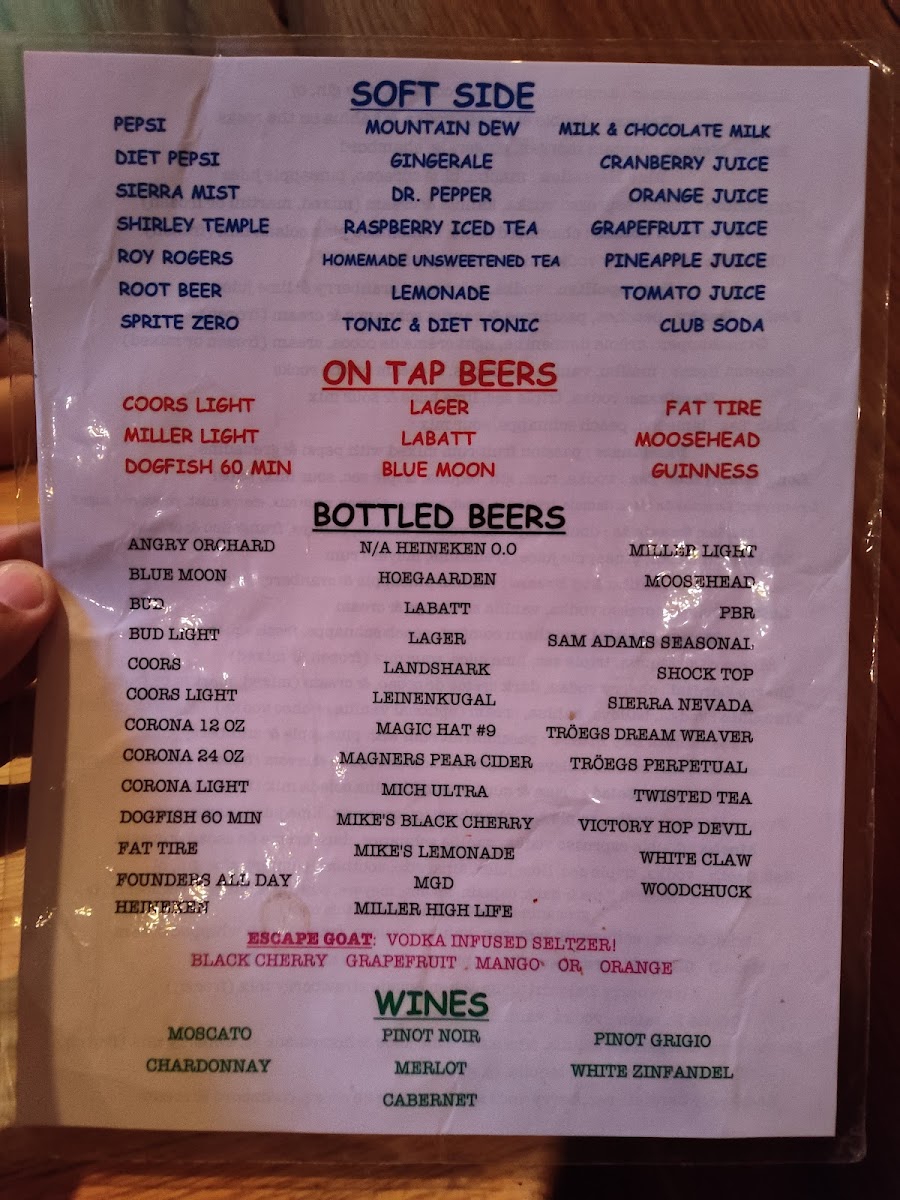 SOFT SIDE
PEPSI MOUNTAIN DEW MILK & CHOCOLATE MILK
DIET PEPSI GINGERALE CRANBERRY JUICE
SIERRA MIST DR. PEPPER ORANGE JUICE
SHIRLEY TEMPLE RASPBERRY ICED TEA GRAPEFRUIT JUICE
ROY ROGERS HOMEMADE UNSWEETENED TEA PINEAPPLE JUICE
ROOT BEER LEMONADE TOMATO JUICE
SPRITE ZERO TONIC & DIET TONIC CLUB SODA
ON TAP BEERS
COORS LIGHT LAGER FAT TIRE
MILLER LIGHT LABATT MOOSEHEAD
DOGFISH 60 MIN BLUE MOON GUINNESS
BOTTLED BEERS
ANGRY ORCHARD N/A HEINEKEN 0.0 MILLER LIGHT
BLUE MOON HOEGAARDEN MOOSEHEAD
BUD LABATT PBR
BUD LIGHT LAGER SAM ADAMS SEASONAL
COORS LANDSHARK SHOCK TOP
COORS LIGHT LEINENKUGAL SIERRA NEVADA
CORONA 12 OZ MAGIC HAT #9 TRÖEGS DREAM WEAVER
CORONA 24 OZ MAGNERS PEAR CIDER TRÖEGS PERPETUAL
CORONA LIGHT MICH ULTRA TWISTED TEA
DOGFISH 60 MIN MIKE'S BLACK CHERRY VICTORY HOP DEVIL
FAT TIRE MIKE'S LEMONADE WHITE CLAW
FOUNDERS ALL DAY MGD WOODCHUCK
HEINEKEN MILLER HIGH LIFE
ESCAPE GOAT: VODKA INFUSED SELTZER!
BLACK CHERRY GRAPEFRUIT . MANGO OR ORANGE
WINES
MOSCATO PINOT NOIR PINOT GRIGIO
CHARDONNAY MERLOT WHITE ZINFANDEL
CABERNET